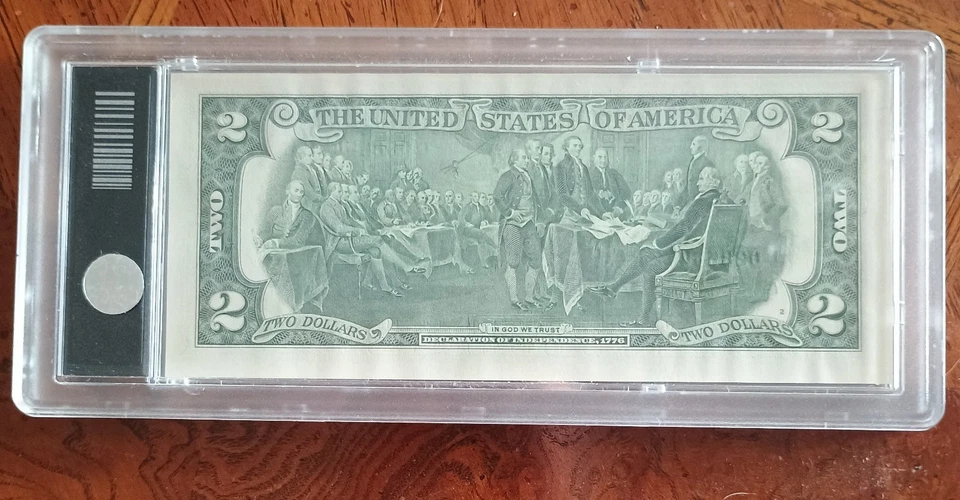 2
THE UNITED STATES OF AMERICA
2
TWO
TWO
2
2
2
TWO DOLLARS
IN GOD WE TRUST
TWO DOLLARS
DECLARATION OF INDEPENDENCE, 1776